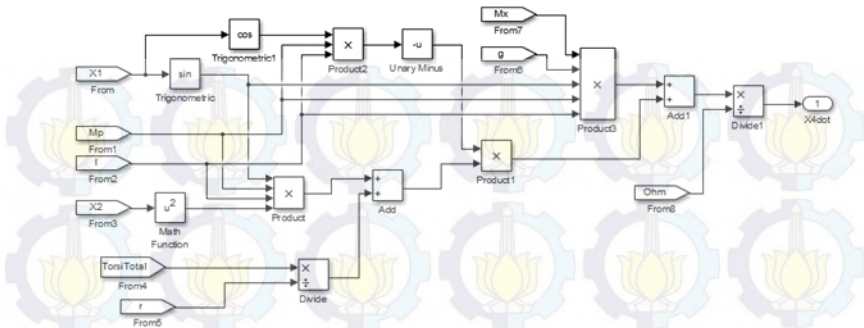 Mx
From7
cos
Trigonometric1
×
Product2
-u
Unary Minus
g
From6
X1
From
sin
Trigonometric
×
Product3
+
+
Add1
×
÷
Divide1
1
X4dot
Mp
From1
l
From2
×
Product1
×
Product
+
+
Add
Ohm
From8
X2
From3
u²
Math
Function
TorsiTotal
From4
×
÷
Divide
r
From5